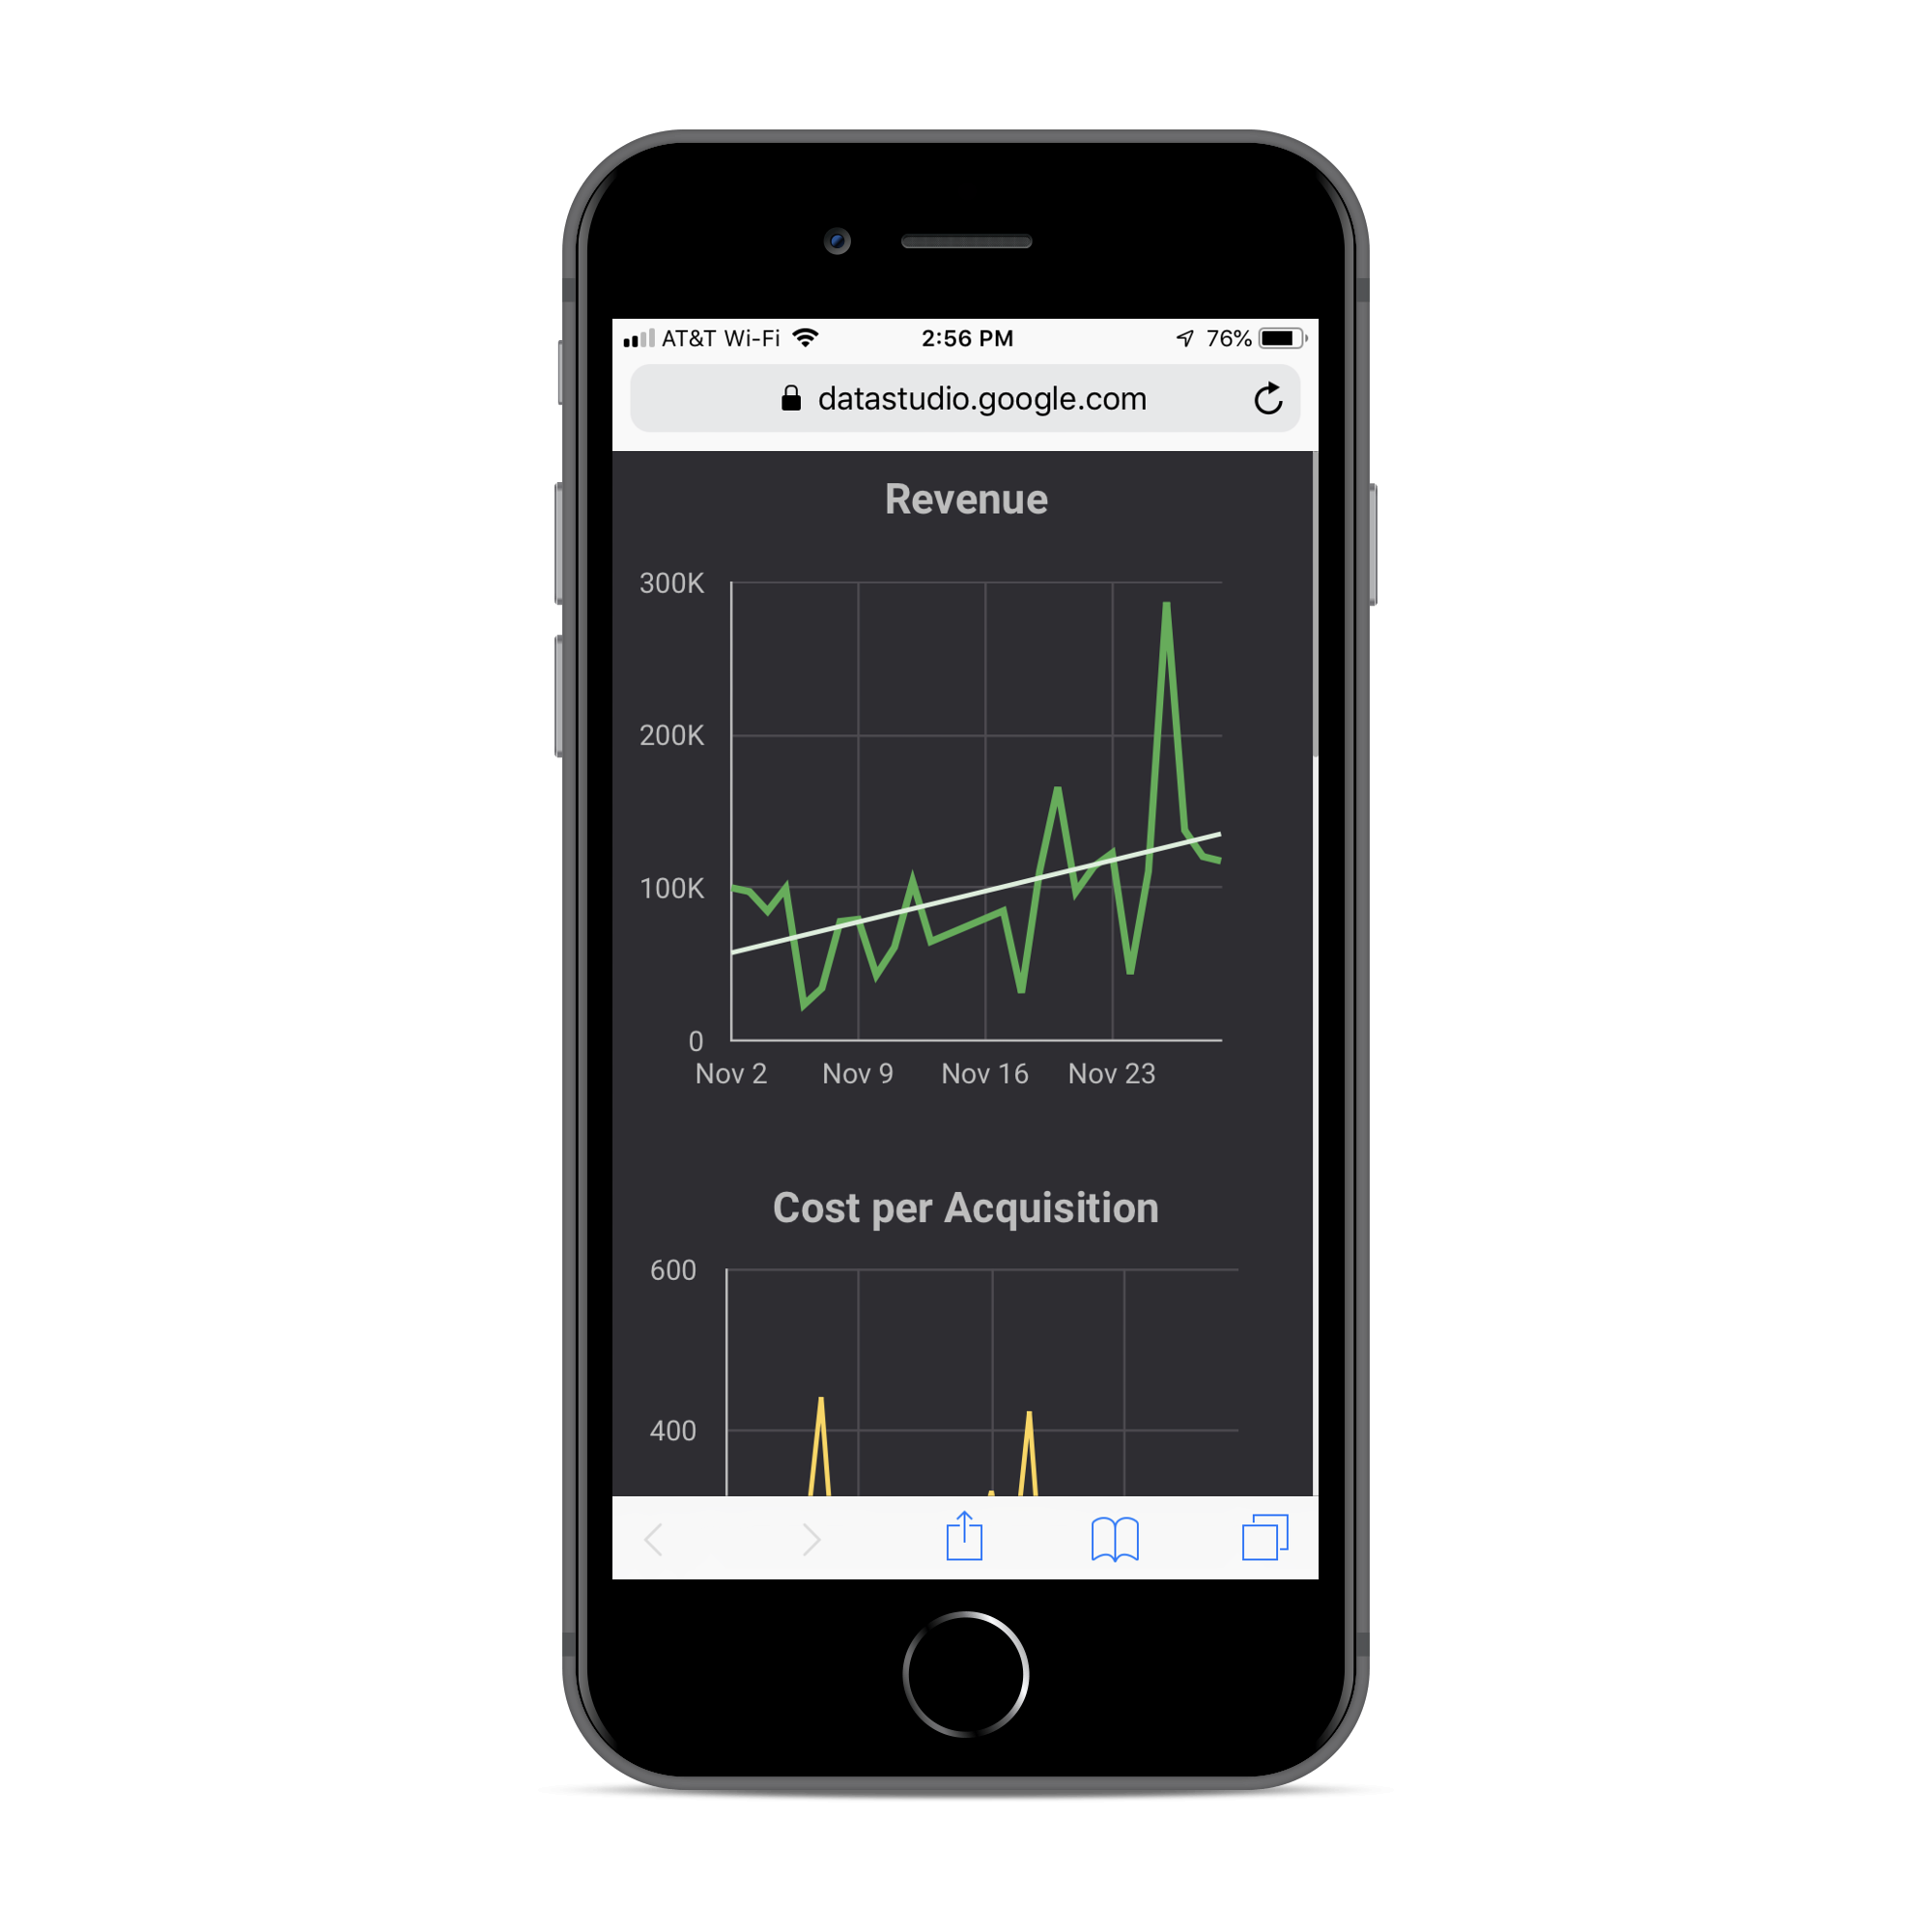 AT&T Wi-Fi 2:56 PM 76%
datastudio.google.com
Revenue
300K
200K
100K
0
Nov 2 Nov 9 Nov 16 Nov 23
Cost per Acquisition
600
400